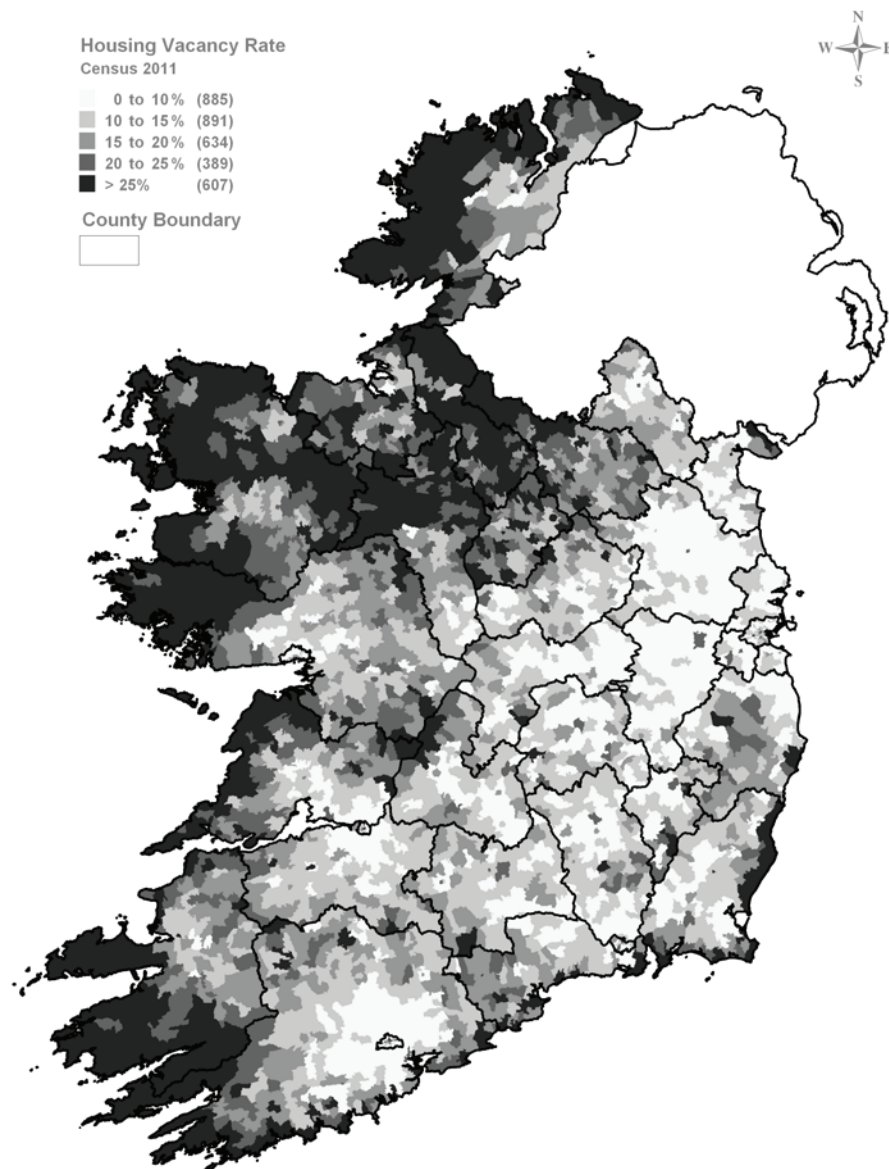 Housing Vacancy Rate
Census 2011
0 to 10% (885)
10 to 15% (891)
15 to 20% (634)
20 to 25% (389)
> 25% (607)
County Boundary
N
W E
S